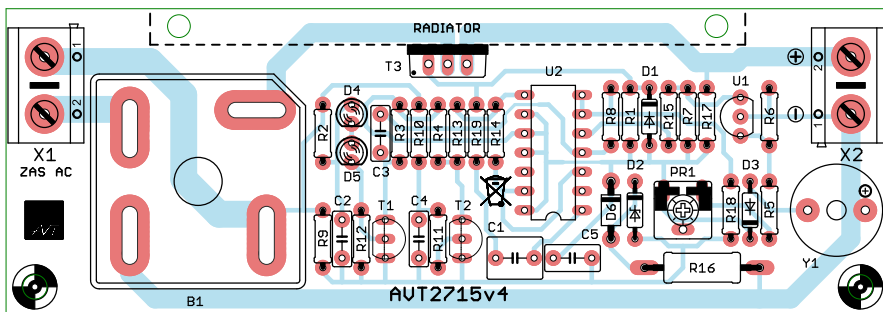 RADIATOR
T3
U2
D4
D1
U1
1
2
X1
ZAS AC
R2
D5
C3
R3
R10
R4
R13
R19
R14
R8
R1
R15
R7
R17
R6
2
1
X2
D2
PR1
D3
D6
R18
R5
C2
T1
C4
T2
R9
R12
R11
C1
C5
R16
Y1
B1
AVT2715v4
AVT